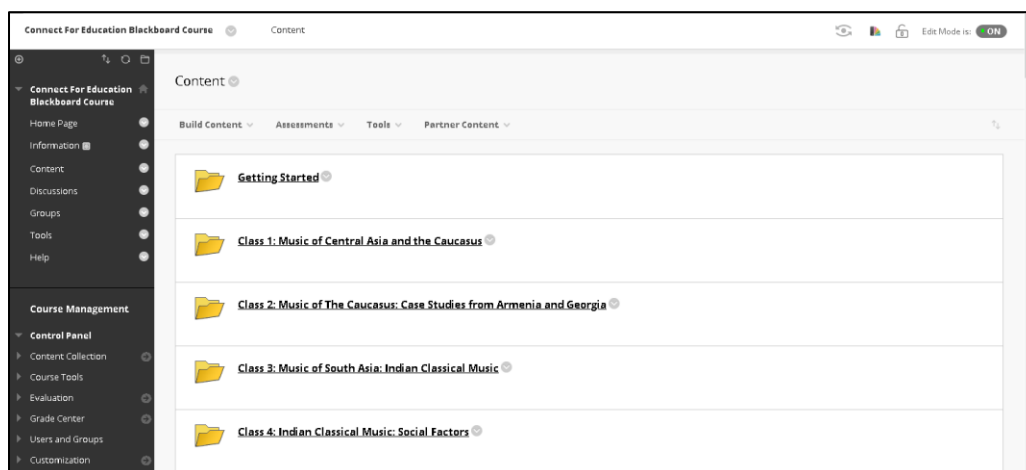 Connect For Education Blackboard Course
Content
Edit Mode is: ON
Connect For Education
Blackboard Course
Home Page
Information
Content
Discussions
Groups
Tools
Help
Course Management
Control Panel
Content Collection
Course Tools
Evaluation
Grade Center
Users and Groups
Customization
Content
Build Content
Assessments
Tools
Partner Content
Getting Started
Class 1: Music of Central Asia and the Caucasus
Class 2: Music of The Caucasus: Case Studies from Armenia and Georgia
Class 3: Music of South Asia: Indian Classical Music
Class 4: Indian Classical Music: Social Factors